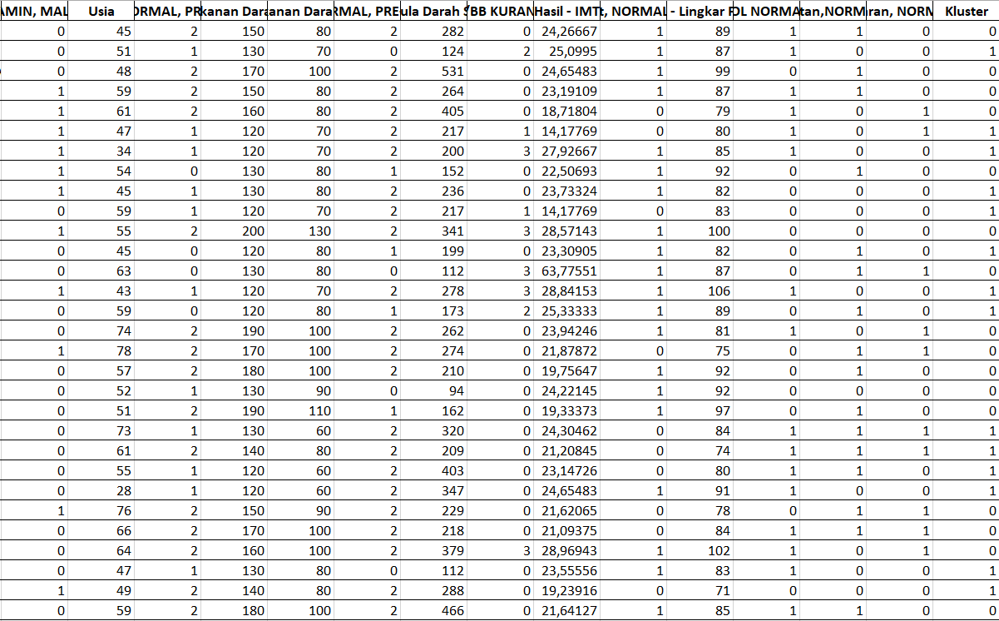 AMIN, MAL Usia ORMAL, PR kanan Dara anan Dara RMAL, PRE ula Darah S BB KURAN Hasil - IMT t, NORMAL - Lingkar P OL NORMA tan,NORM ran, NORM Kluster
0 45 2 150 80 2 282 0 24,26667 1 89 1 1 0 0
0 51 1 130 70 0 124 2 25,0995 1 87 1 0 0 1
0 48 2 170 100 2 531 0 24,65483 1 99 0 1 0 0
1 59 2 150 80 2 264 0 23,19109 1 87 1 1 0 0
1 61 2 160 80 2 405 0 18,71804 0 79 1 0 1 0
1 47 1 120 70 2 217 1 14,17769 0 80 1 0 1 1
1 34 1 120 70 2 200 3 27,92667 1 85 1 0 0 1
1 54 0 130 80 1 152 0 22,50693 1 92 0 1 0 0
1 45 1 130 80 2 236 0 23,73324 1 82 0 0 0 1
0 59 1 120 70 2 217 1 14,17769 0 83 0 0 0 1
1 55 2 200 130 2 341 3 28,57143 1 100 0 0 0 0
0 45 0 120 80 1 199 0 23,30905 1 82 0 1 0 1
0 63 0 130 80 0 112 3 63,77551 1 87 0 1 1 0
1 43 1 120 70 2 278 3 28,84153 1 106 1 0 0 1
0 59 0 120 80 1 173 2 25,33333 1 89 0 1 0 1
0 74 2 190 100 2 262 0 23,94246 1 81 1 0 1 0
1 78 2 170 100 2 274 0 21,87872 0 75 0 1 1 0
0 57 2 180 100 2 210 0 19,75647 1 92 0 1 0 0
0 52 1 130 90 0 94 0 24,22145 1 92 0 0 0 0
0 51 2 190 110 1 162 0 19,33373 1 97 0 1 0 0
0 73 1 130 60 2 320 0 24,30462 0 84 1 1 1 1
0 61 2 140 80 2 209 0 21,20845 0 74 1 1 1 1
0 55 1 120 60 2 403 0 23,14726 0 80 1 1 0 1
0 28 1 120 60 2 347 0 24,65483 1 91 1 0 0 1
1 76 2 150 90 2 229 0 21,62065 0 78 0 1 1 0
0 66 2 170 100 2 218 0 21,09375 0 84 1 1 1 0
0 64 2 160 100 2 379 3 28,96943 1 102 1 0 1 0
0 47 1 130 80 0 112 0 23,55556 1 83 1 0 0 1
1 49 2 140 80 2 288 0 19,23916 0 71 0 0 0 1
0 59 2 180 100 2 466 0 21,64127 1 85 1 1 0 0